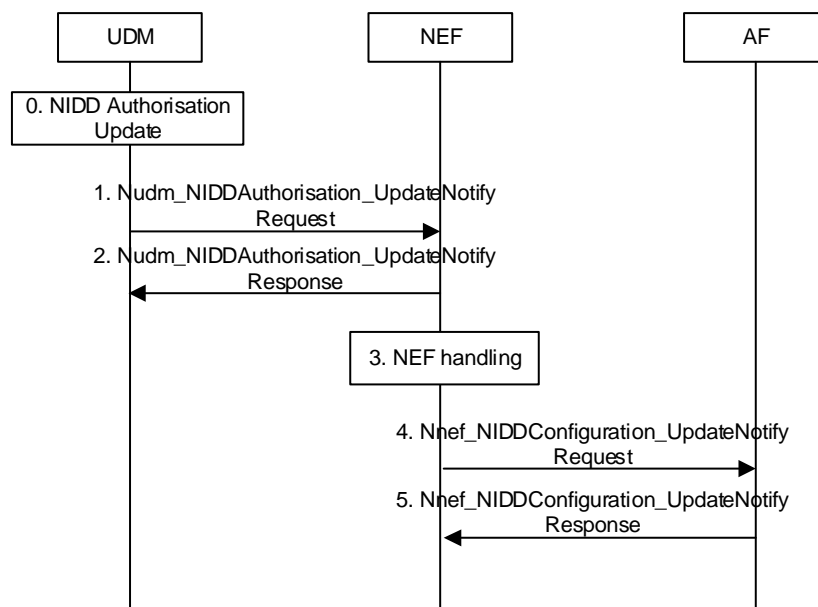 UDM
NEF
AF
0. NIDD Authorisation
Update
1. Nudm_NIDDAuthorisation_UpdateNotify
Request
2. Nudm_NIDDAuthorisation_UpdateNotify
Response
3. NEF handling
4. Nnef_NIDDConfiguration_UpdateNotify
Request
5. Nnef_NIDDConfiguration_UpdateNotify
Response